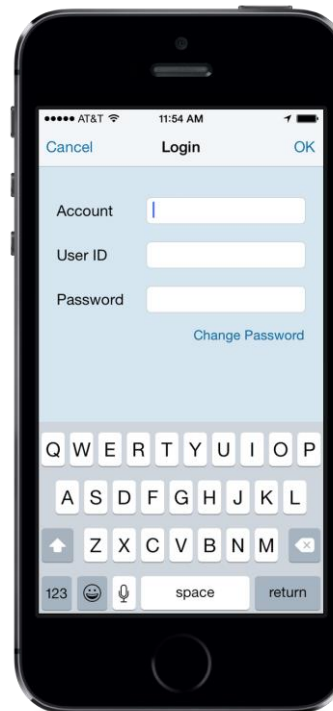 AT&T 11:54 AM
Cancel Login OK
Account
User ID
Password
Change Password
Q W E R T Y U I O P
A S D F G H J K L
Z X C V B N M
123 space return